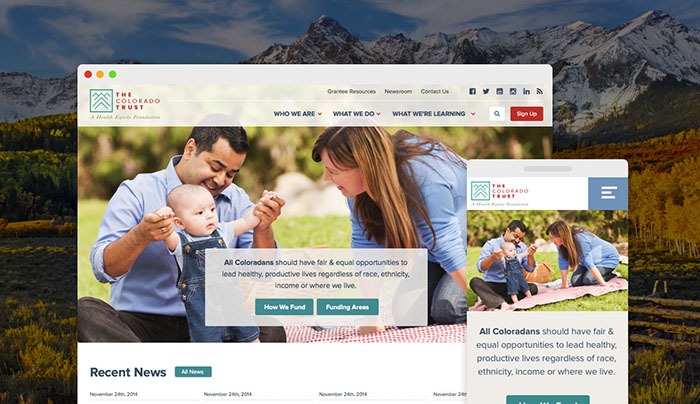 Grantee Resources Newsroom Contact Us
THE
COLORADO
TRUST
A Health Equity Foundation
WHO WE ARE WHAT WE DO WHAT WE'RE LEARNING Sign Up
All Coloradans should have fair &
equal opportunities to
lead healthy, productive lives regardless of race, ethnicity,
income or where we live.
How We Fund Funding Areas
Recent News All News
November 24th, 2014 November 24th, 2014 November 24th, 2014
THE
COLORADO
TRUST
A Health Equity Foundation
All Coloradans should have fair &
equal opportunities to lead healthy,
productive lives regardless of race,
ethnicity, income or where we live.
How We Fund